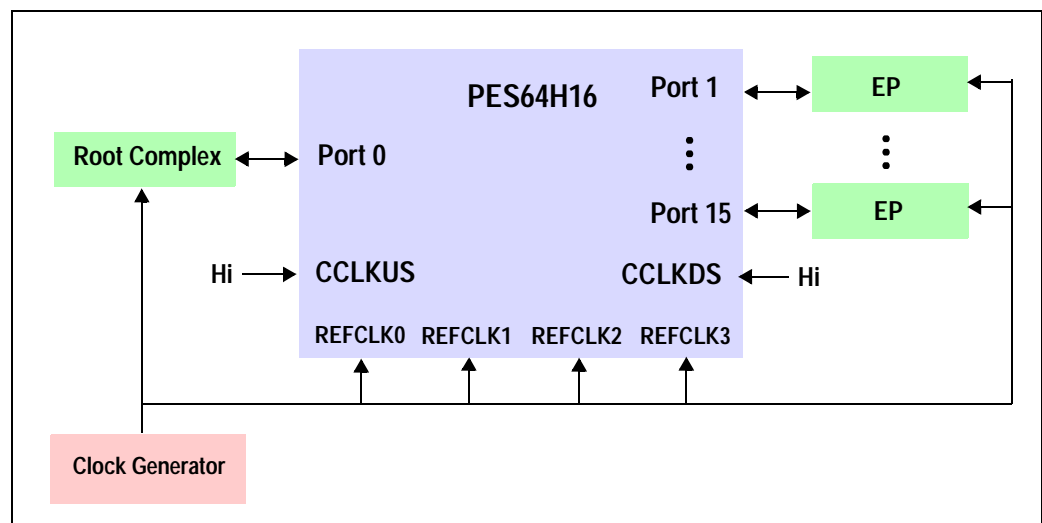 PES64H16
Port 1
EP
Root Complex
Port 0
Port 15
EP
Hi
CCLKUS
CCLKDS
Hi
REFCLK0
REFCLK1
REFCLK2
REFCLK3
Clock Generator